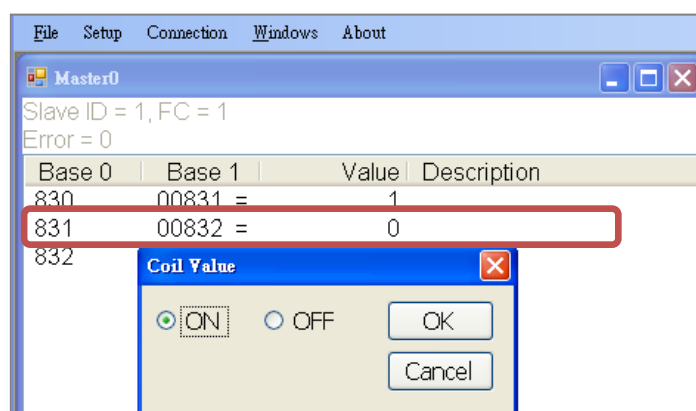 File Setup Connection Windows About
Master0
Slave ID = 1, FC = 1
Error = 0
Base 0 Base 1 Value Description
830 00831 = 1
831 00832 = 0
832
Coil Value
ON OFF OK
Cancel